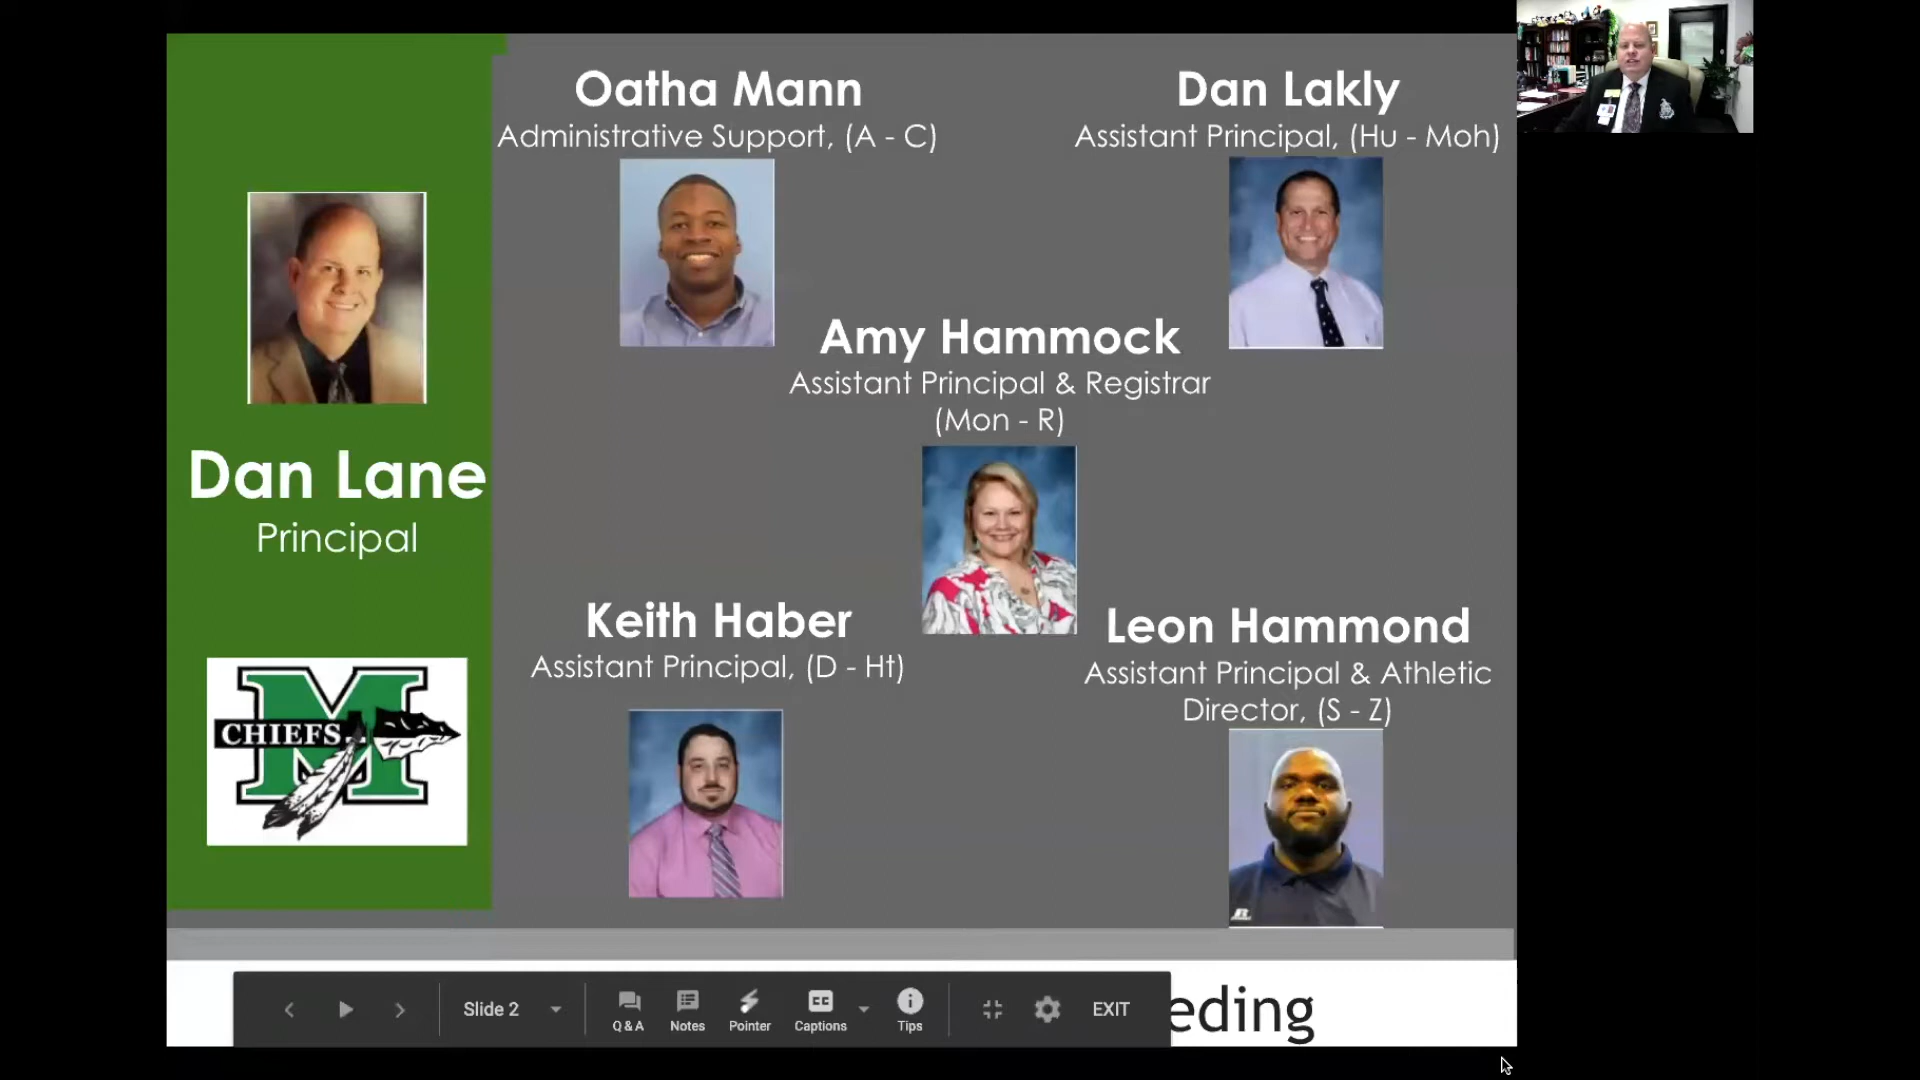 Oatha Mann
Administrative Support, (A - C)
Dan Lakly
Assistant Principal, (Hu - Moh)
Amy Hammock
Assistant Principal & Registrar
(Mon - R)
Dan Lane
Principal
Keith Haber
Assistant Principal, (D - Ht)
Leon Hammond
Assistant Principal & Athletic
Director, (S - Z)
CHIEFS
M
R
Slide 2
Q & A
Notes
Pointer
CC
Captions
Tips
EXIT
eding